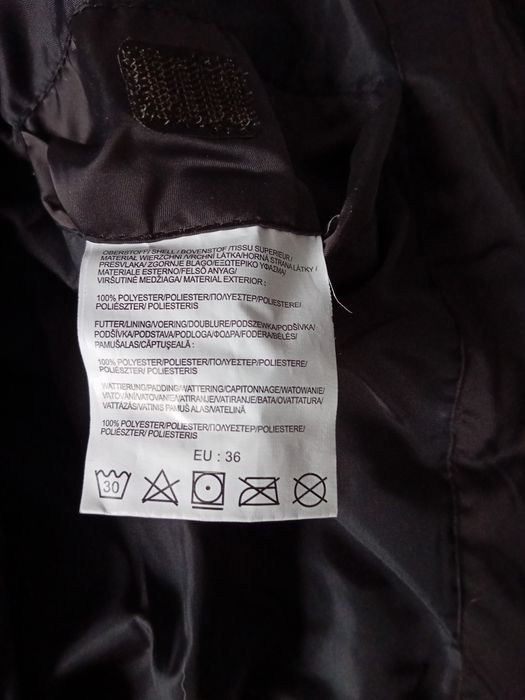 OBERSTOFF/ SHELL / BOVENSTOF /TISSU SUPERIEUR/
MATERIAŁ WIERZCHNI /VRCHNÍ LÁTKA/HORNÁ STRANA LÁTKY /
PRESVLAKA/ ZGORNJE BLAGO/ΕΞΩΤΕΡΙΚΟ ΥΦΑΣΜΑ/
MATERIALE ESTERNO/FELSŐ ANYAG/
VIRŠUTINĖ MEDŽIAGA/ MATERIAL EXTERIOR :
100% POLYESTER/POLIESTER/ΠΟΛΥΕΣΤΕΡ/POLIESTERE/
POLIÉSZTER/ POLIESTERIS
FUTTER/LINING/VOERING/DOUBLURE/PODSZEWKA/PODŠÍVKA/
PODŠÍVKA/PODSTAVA/PODLOGA/ΦΟΔΡΑ/FODERA/BÉLÉS/
PAMUŠALAS/CĂPTUŞEALĂ :
100% POLYESTER/POLIESTER/ΠΟΛΥΕΣΤΕΡ/POLIESTERE/
POLIÉSZTER/ POLIESTERIS
WATTIERUNG/PADDING/WATTERING/CAPITONNAGE/WATOWANIE/
VATOVÁNÍ/VATOVANIE/VATIRANJE/VATIRANJE/ΒΑΤΑ/OVATTATURA/
VATTAZÁS/VATINIS PAMUŠALAS/VATELINĂ
100% POLYESTER/POLIESTER/ΠΟΛΥΕΣΤΕΡ/POLIESTERE/
POLIÉSZTER/ POLIESTERIS
EU : 36
30